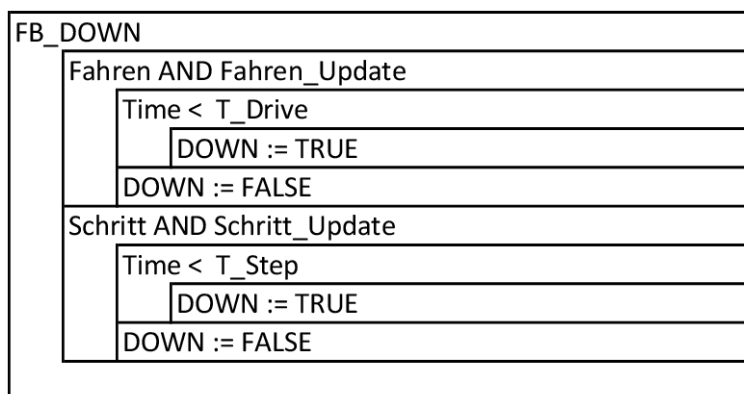 FB_DOWN
Fahren AND Fahren_Update
Time < T_Drive
DOWN := TRUE
DOWN := FALSE
Schritt AND Schritt_Update
Time < T_Step
DOWN := TRUE
DOWN := FALSE